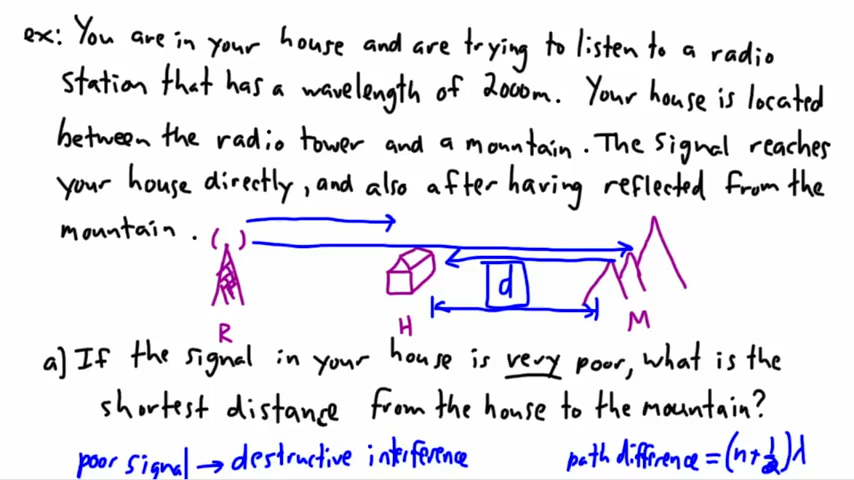 ex: You are in your house and are trying to listen to a radio
station that has a wavelength of 2000m. Your house is located
between the radio tower and a mountain. The signal reaches
your house directly, and also after having reflected from the
mountain.
d
R H M
a] If the signal in your house is very poor, what is the
shortest distance from the house to the mountain?
poor signal → destructive interference path difference = (n+½)λ